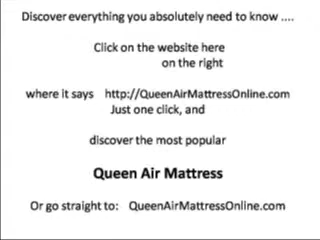 Discover everything you absolutely need to know ....
Click on the website here
on the right
where it says http://QueenAirMattressOnline.com
Just one click, and
discover the most popular
Queen Air Mattress
Or go straight to: QueenAirMattressOnline.com